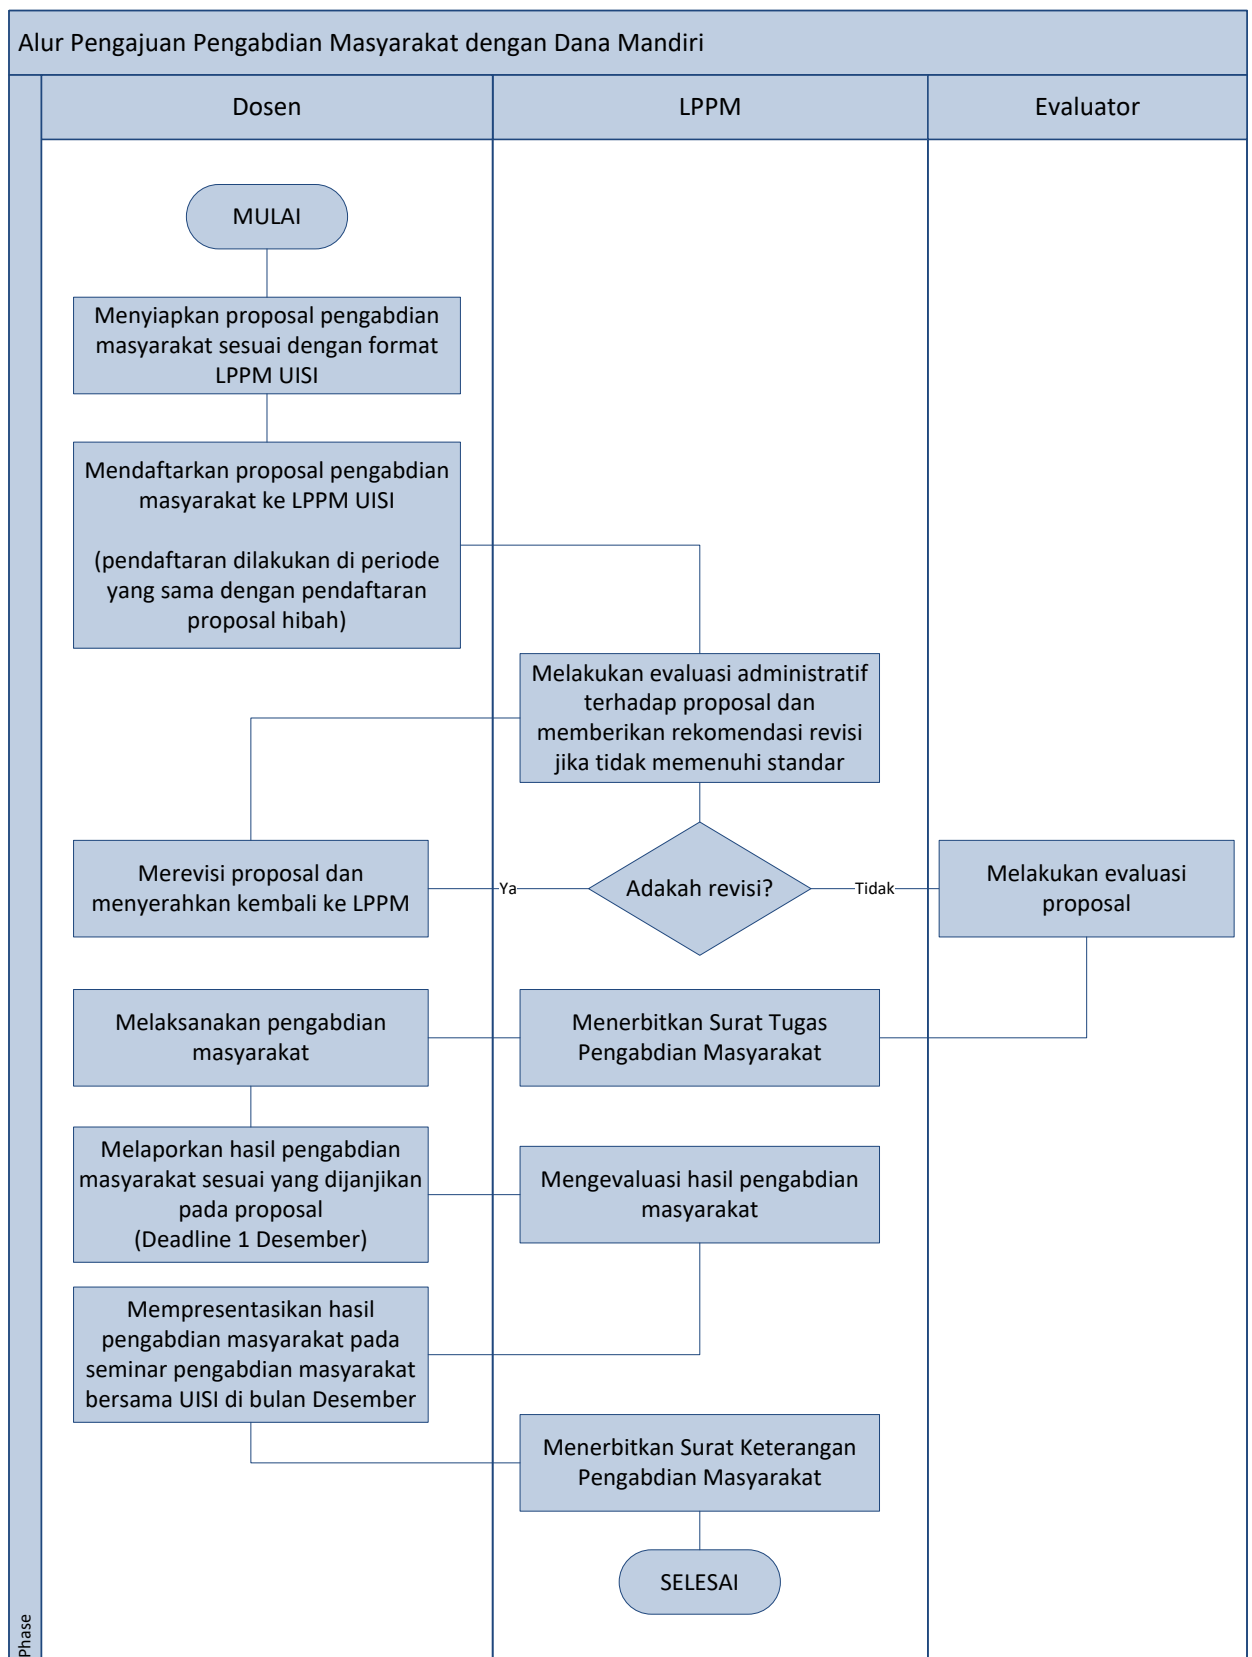 Alur Pengajuan Pengabdian Masyarakat dengan Dana Mandiri
Dosen
LPPM
Evaluator
MULAI
Menyiapkan proposal pengabdian
masyarakat sesuai dengan format
LPPM UISI
Mendaftarkan proposal pengabdian
masyarakat ke LPPM UISI
(pendaftaran dilakukan di periode
yang sama dengan pendaftaran
proposal hibah)
Melakukan evaluasi administratif
terhadap proposal dan
memberikan rekomendasi revisi
jika tidak memenuhi standar
Merevisi proposal dan
menyerahkan kembali ke LPPM
Ya
Adakah revisi?
Tidak
Melakukan evaluasi
proposal
Melaksanakan pengabdian
masyarakat
Menerbitkan Surat Tugas
Pengabdian Masyarakat
Melaporkan hasil pengabdian
masyarakat sesuai yang dijanjikan
pada proposal
(Deadline 1 Desember)
Mengevaluasi hasil pengabdian
masyarakat
Mempresentasikan hasil
pengabdian masyarakat pada
seminar pengabdian masyarakat
bersama UISI di bulan Desember
Menerbitkan Surat Keterangan
Pengabdian Masyarakat
SELESAI
Phase